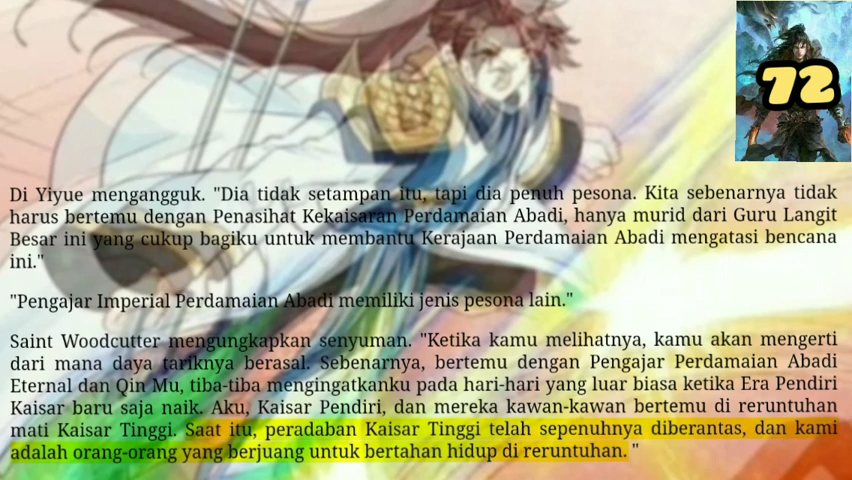 72
Di Yiyue mengangguk. "Dia tidak setampan itu, tapi dia penuh pesona. Kita sebenarnya tidak
harus bertemu dengan Penasihat Kekaisaran Perdamaian Abadi, hanya murid dari Guru Langit
Besar ini yang cukup bagiku untuk membantu Kerajaan Perdamaian Abadi mengatasi bencana
ini."
"Pengajar Imperial Perdamaian Abadi memiliki jenis pesona lain."
Saint Woodcutter mengungkapkan senyuman. "Ketika kamu melihatnya, kamu akan mengerti
dari mana daya tariknya berasal. Sebenarnya, bertemu dengan Pengajar Perdamaian Abadi
Eternal dan Qin Mu, tiba-tiba mengingatkanku pada hari-hari yang luar biasa ketika Era Pendiri
Kaisar baru saja naik. Aku, Kaisar Pendiri, dan mereka kawan-kawan bertemu di reruntuhan
mati Kaisar Tinggi. Saat itu, peradaban Kaisar Tinggi telah sepenuhnya diberantas, dan kami
adalah orang-orang yang berjuang untuk bertahan hidup di reruntuhan. "